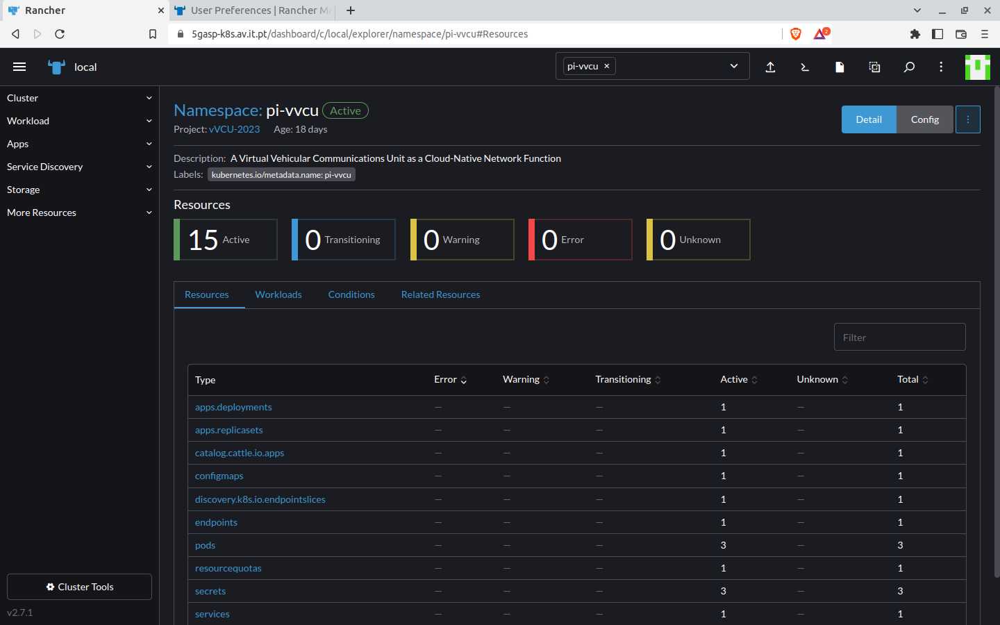 Rancher
User Preferences | Rancher Ma
5gasp-k8s.av.it.pt/dashboard/c/local/explorer/namespace/pi-vvcu#Resources
2
local
pi-vvcu
Cluster
Workload
Apps
Service Discovery
Storage
More Resources
Cluster Tools
v2.7.1
Namespace: pi-vvcu Active
Project: vVCU-2023 Age: 18 days
Detail Config
Description: A Virtual Vehicular Communications Unit as a Cloud-Native Network Function
Labels: kubernetes.io/metadata.name: pi-vvcu
Resources
15 Active 0 Transitioning 0 Warning 0 Error 0 Unknown
Resources Workloads Conditions Related Resources
Filter
Type Error Warning Transitioning Active Unknown Total
apps.deployments — — — 1 — 1
apps.replicasets — — — 1 — 1
catalog.cattle.io.apps — — — 1 — 1
configmaps — — — 1 — 1
discovery.k8s.io.endpointslices — — — 1 — 1
endpoints — — — 1 — 1
pods — — — 3 — 3
resourcequotas — — — 1 — 1
secrets — — — 3 — 3
services — — — 1 — 1